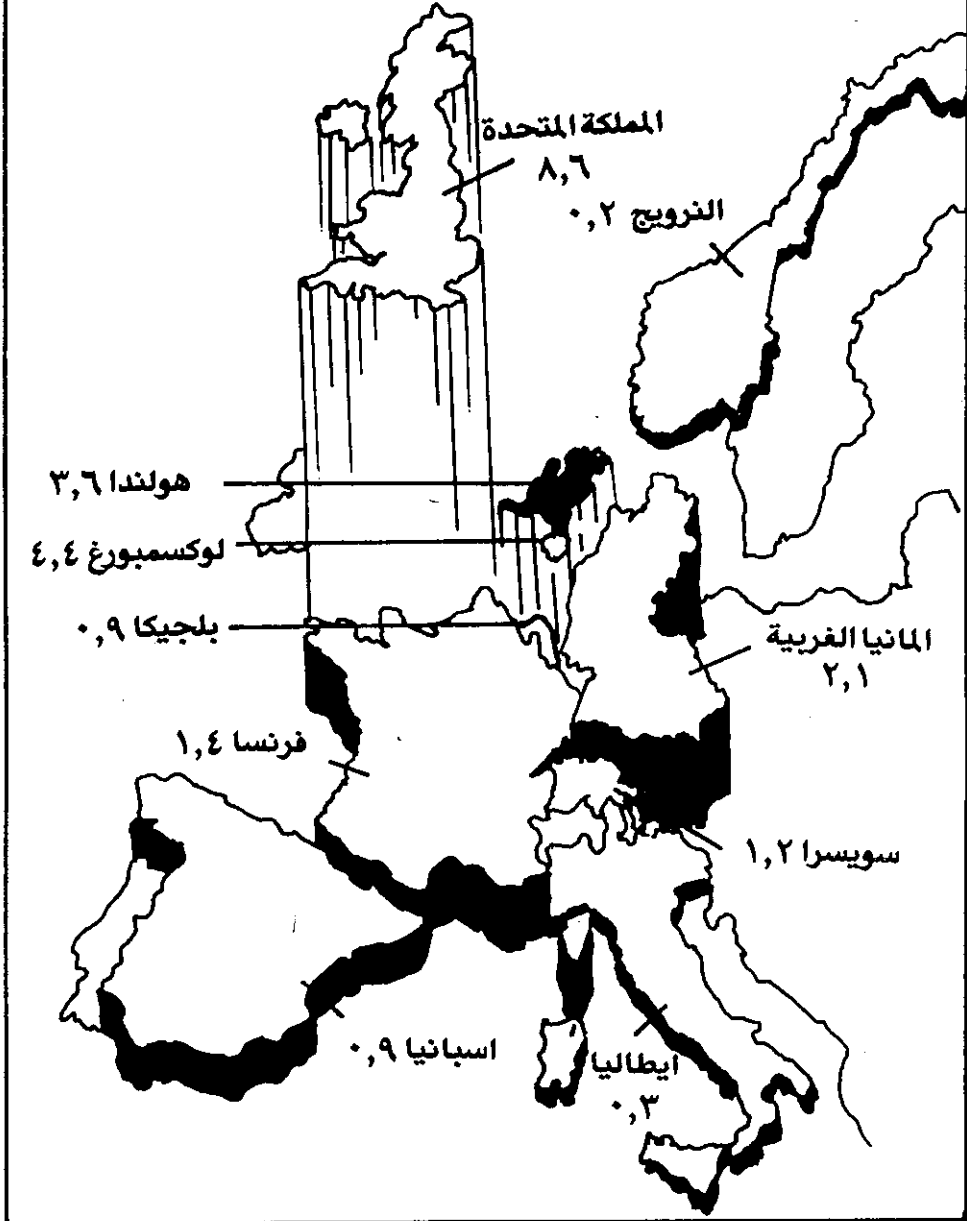 المملكة المتحدة
٨,٦
النرويج ٠,٢
هولندا ٣,٦
لوكسمبورغ ٤,٤
بلجيكا ٠,٩
المانيا الغربية
٢,١
فرنسا ١,٤
سويسرا ١,٢
اسبانيا ٠,٩
ايطاليا
٠,٣